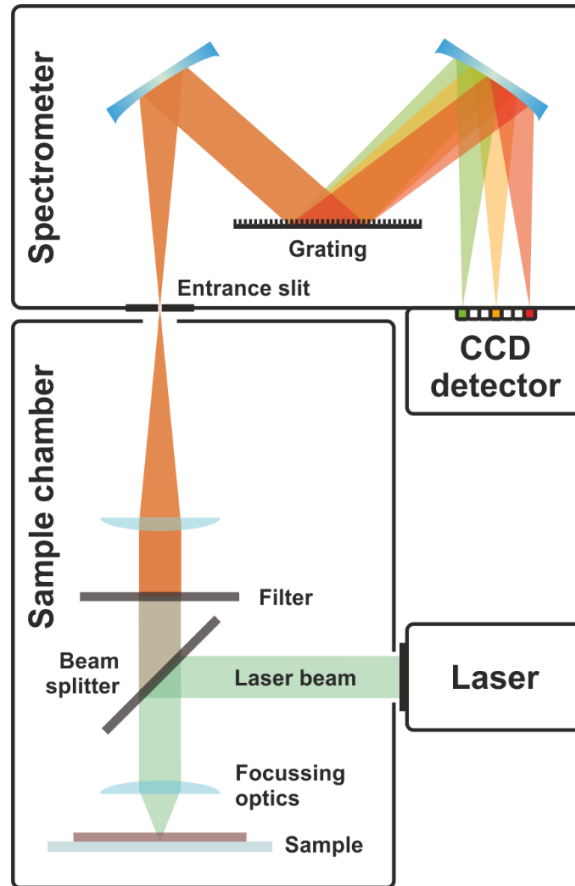 Spectrometer
Grating
Entrance slit
CCD
detector
Sample chamber
Filter
Beam
splitter
Laser beam
Laser
Focussing
optics
Sample